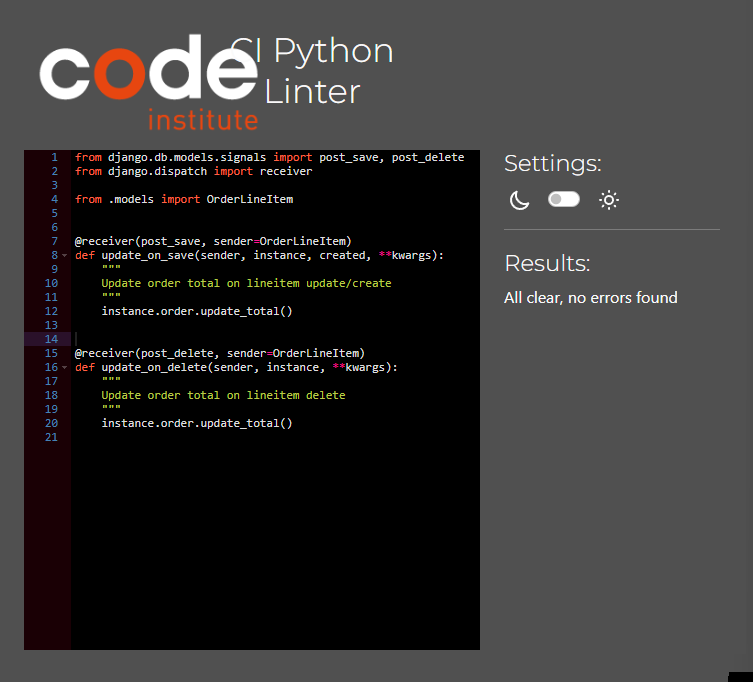 code
institute
CI Python
Linter
1 from django.db.models.signals import post_save, post_delete
2 from django.dispatch import receiver
3
4 from .models import OrderLineItem
5
6
7 @receiver(post_save, sender=OrderLineItem)
8 def update_on_save(sender, instance, created, **kwargs):
9     """
10     Update order total on lineitem update/create
11     """
12     instance.order.update_total()
13
14
15 @receiver(post_delete, sender=OrderLineItem)
16 def update_on_delete(sender, instance, **kwargs):
17     """
18     Update order total on lineitem delete
19     """
20     instance.order.update_total()
21
Settings:
Results:
All clear, no errors found